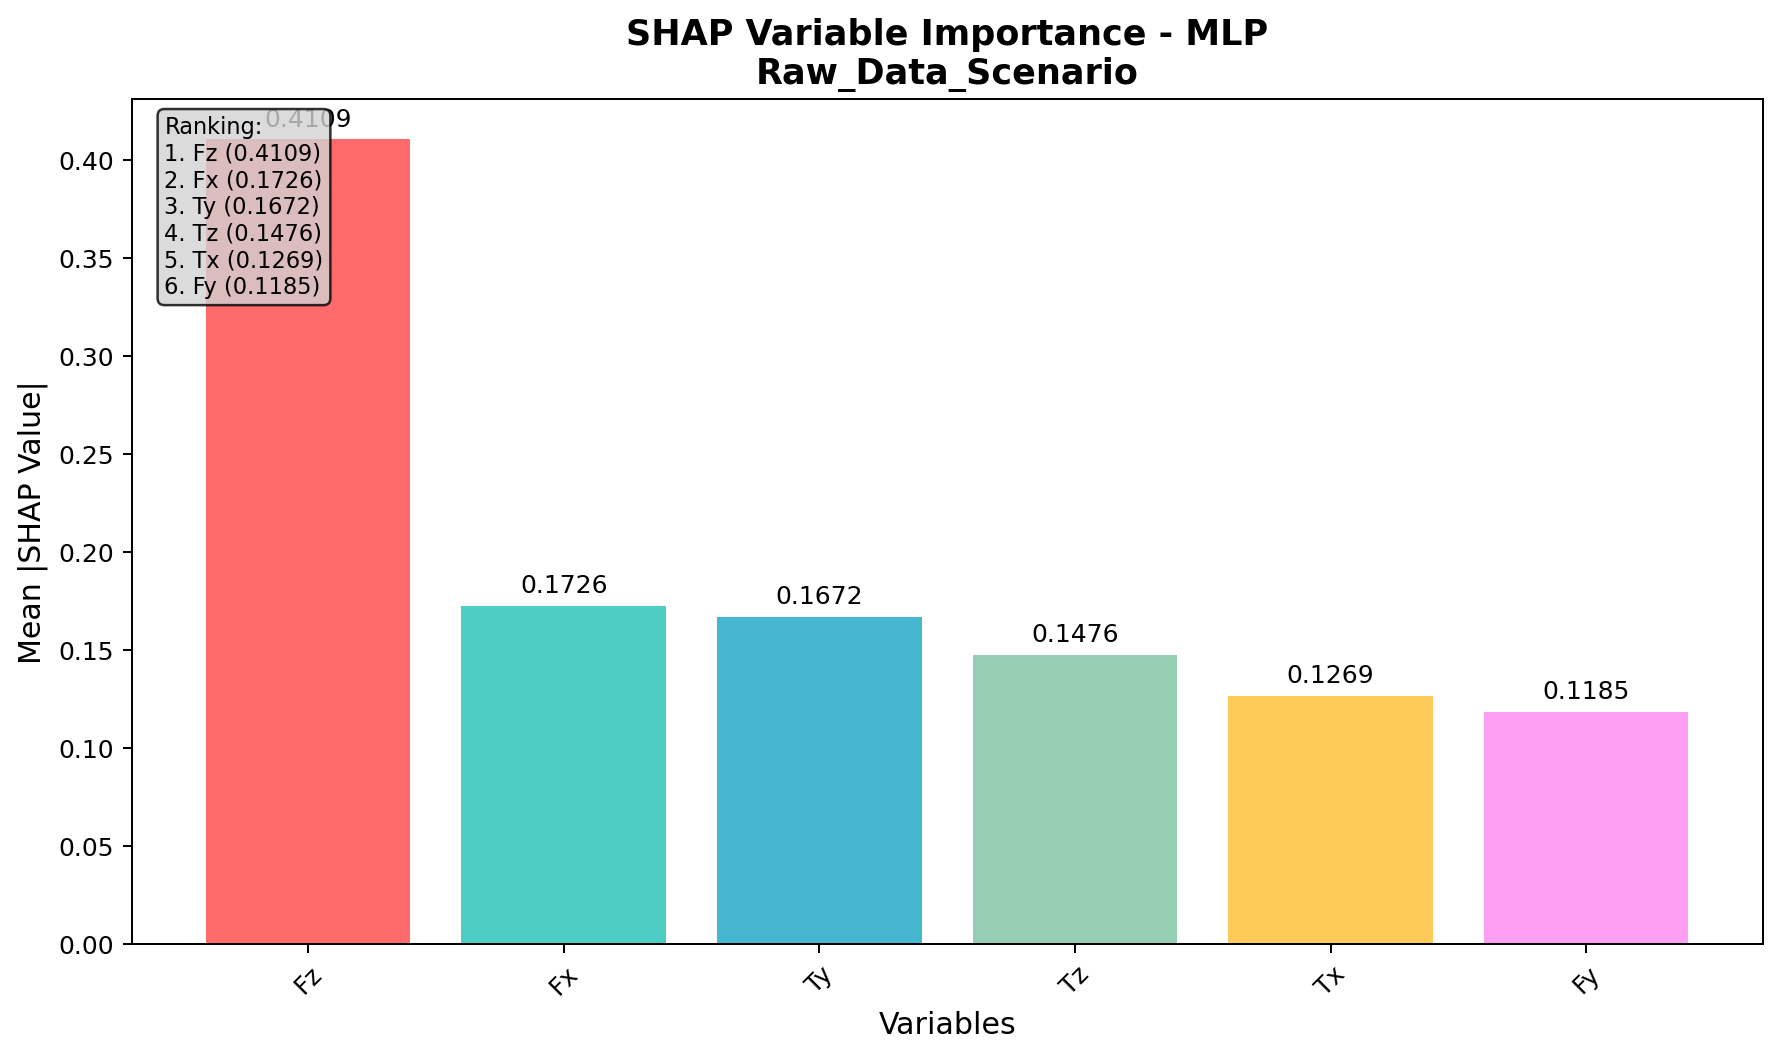 SHAP Variable Importance - MLP
Raw_Data_Scenario
0.4109
Ranking:
1. Fz (0.4109)
2. Fx (0.1726)
3. Ty (0.1672)
4. Tz (0.1476)
5. Tx (0.1269)
6. Fy (0.1185)
Mean |SHAP Value|
0.40
0.35
0.30
0.25
0.20
0.15
0.10
0.05
0.00
0.1726
0.1672
0.1476
0.1269
0.1185
Fz
Fx
Ty
Tz
Tx
Fy
Variables